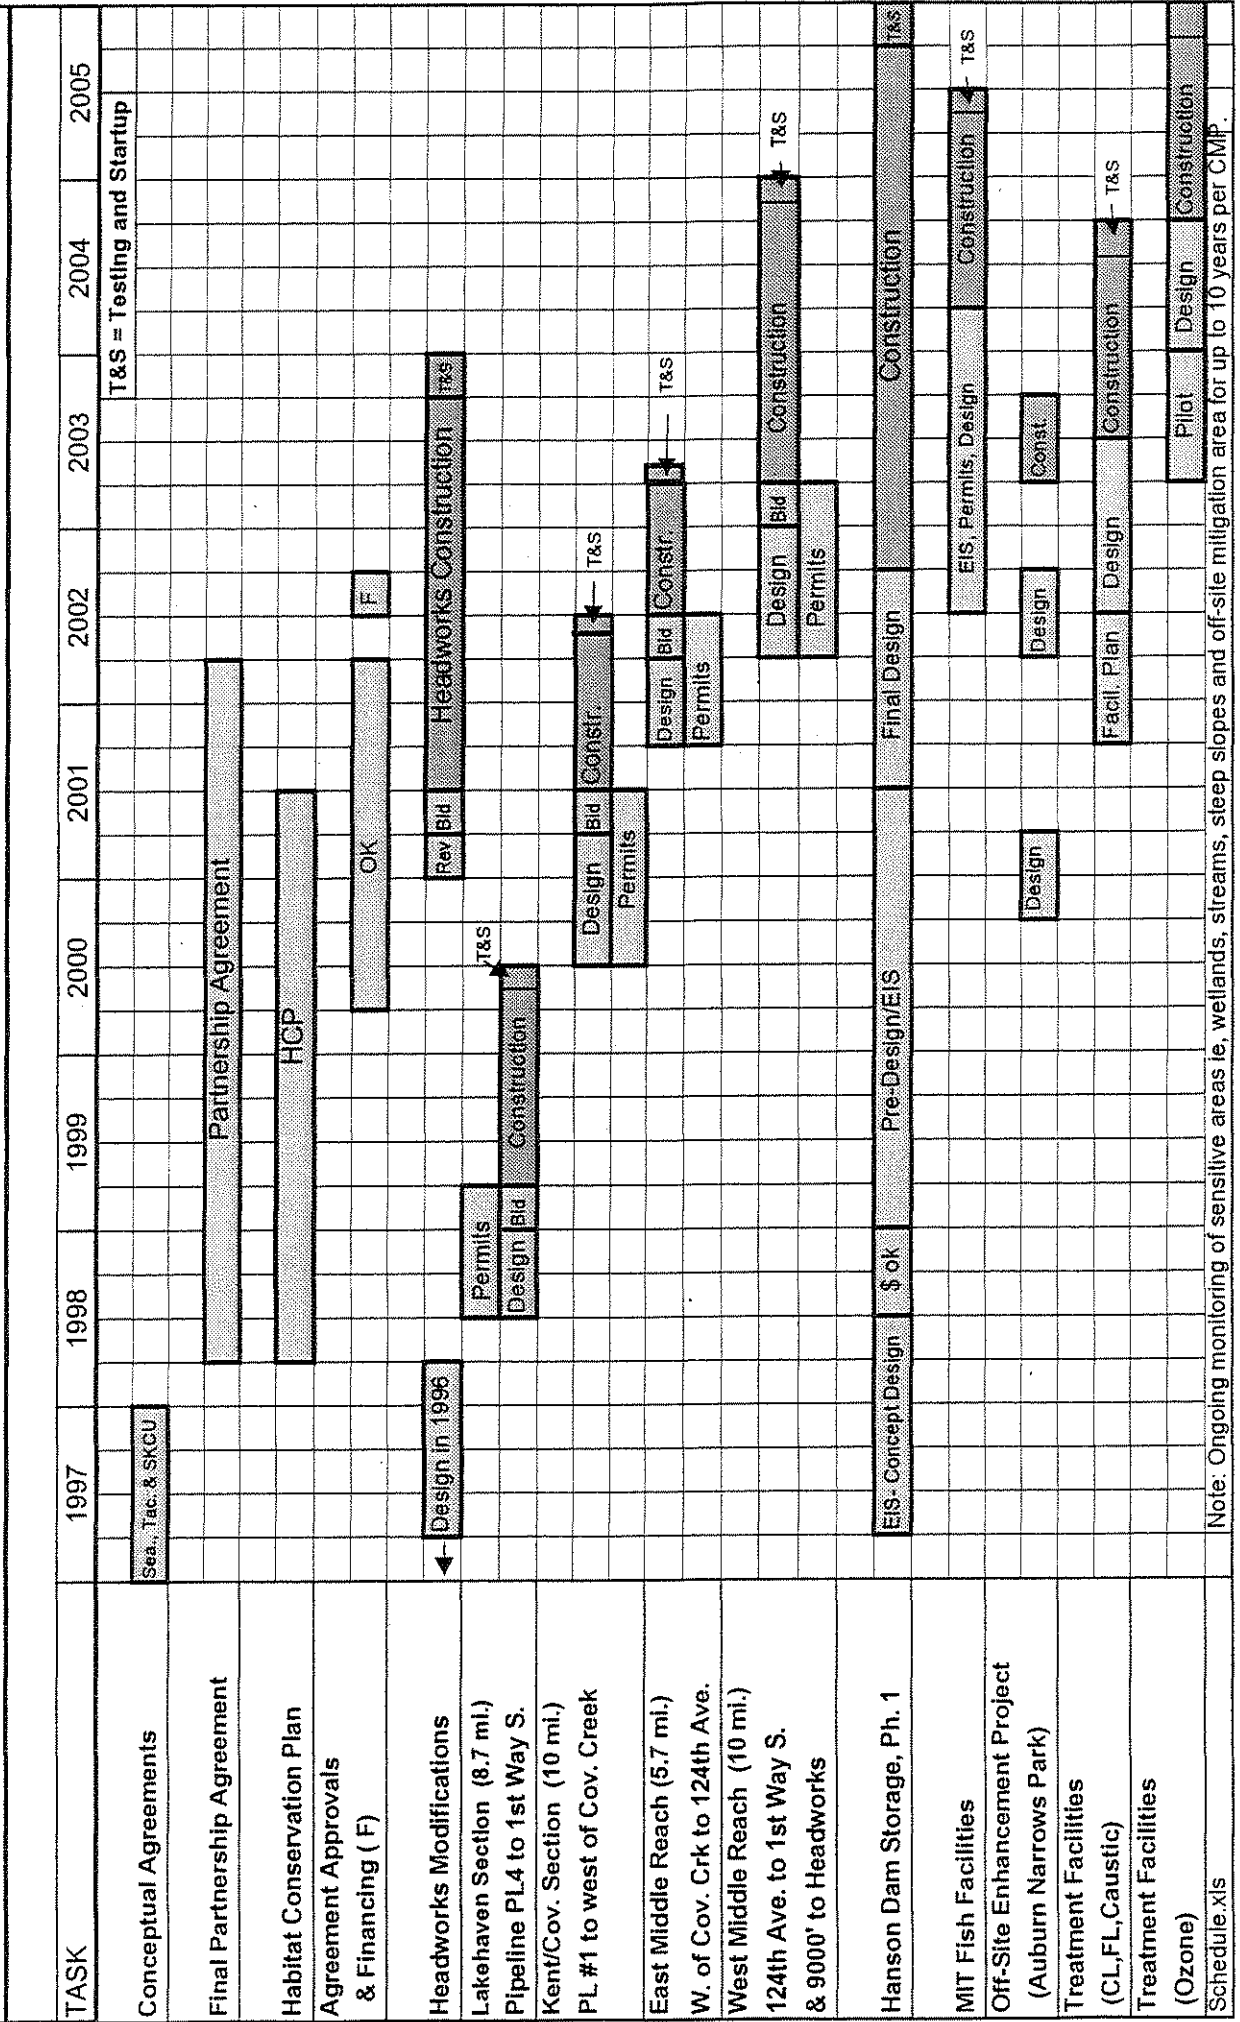 TASK 1997 1998 1999 2000 2001 2002 2003 2004 2005
T&S = Testing and Startup
Conceptual Agreements
Sea., Tac. & SKCU
Final Partnership Agreement
Partnership Agreement
Habitat Conservation Plan
HCP
Agreement Approvals
& Financing ( F)
OK
F
Headworks Modifications
Design in 1996
Rev
Bid
Headworks Construction
T&S
Lakehaven Section (8.7 mi.)
Permits
T&S
Pipeline PL4 to 1st Way S.
Design
Bid
Construction
Kent/Cov. Section (10 mi.)
PL #1 to west of Cov. Creek
Design
Bid
Constr.
T&S
Permits
East Middle Reach (5.7 mi.)
Design
Bid
Constr.
T&S
W. of Cov. Crk to 124th Ave.
Permits
West Middle Reach (10 mi.)
124th Ave. to 1st Way S.
Design
Bid
Construction
T&S
& 9000' to Headworks
Permits
Hanson Dam Storage, Ph. 1
EIS- Concept Design
$ ok
Pre-Design/EIS
Final Design
Construction
T&S
MIT Fish Facilities
EIS, Permits, Design
Construction
T&S
Off-Site Enhancement Project
(Auburn Narrows Park)
Design
Design
Const.
Treatment Facilities
(CL,FL,Caustic)
Facil. Plan
Design
Construction
T&S
Treatment Facilities
(Ozone)
Pilot
Design
Construction
Schedule.xls
Note: Ongoing monitoring of sensitive areas ie, wetlands, streams, steep slopes and off-site mitigation area for up to 10 years per CMP.